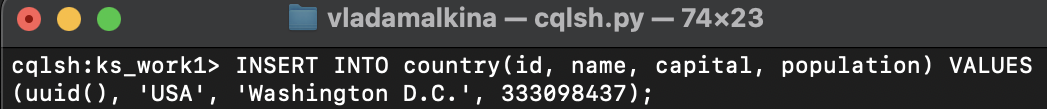 vladamalkina — cqlsh.py — 74×23
cqlsh:ks_work1> INSERT INTO country(id, name, capital, population) VALUES
(uuid(), 'USA', 'Washington D.C.', 333098437);